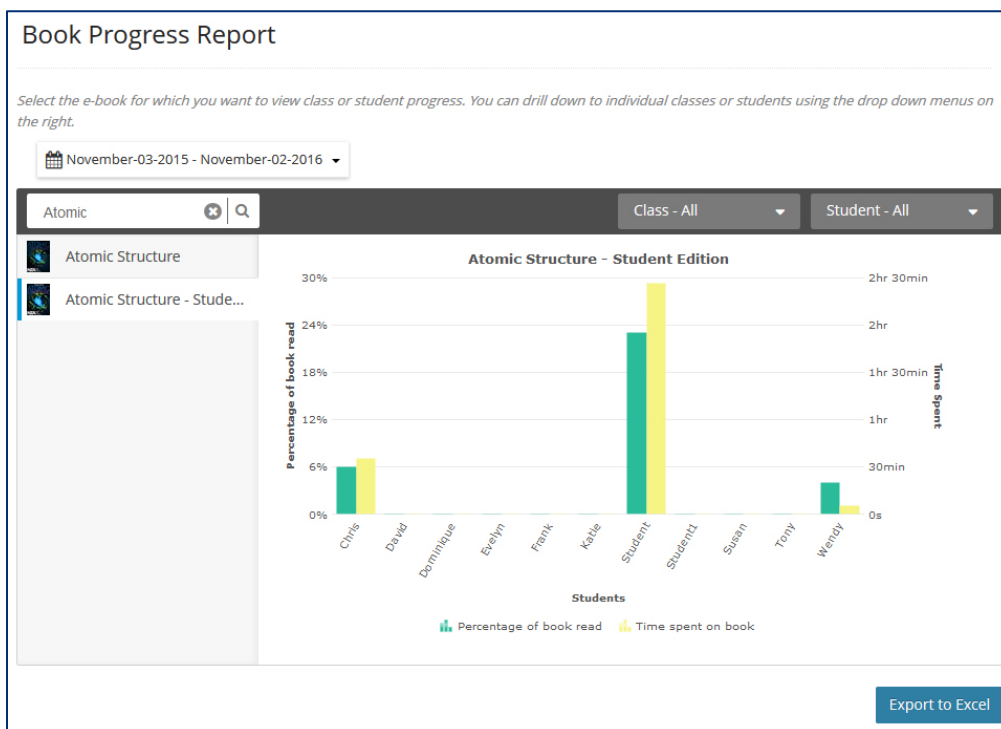 Book Progress Report
Select the e-book for which you want to view class or student progress. You can drill down to individual classes or students using the drop down menus on
the right.
November-03-2015 - November-02-2016
Atomic
Class - All
Student - All
Atomic Structure
Atomic Structure - Stude...
Atomic Structure - Student Edition
30%
24%
18%
12%
6%
0%
Percentage of book read
2hr 30min
2hr
1hr 30min
1hr
30min
0s
Time Spent
Chris
David
Dominique
Evelyn
Frank
Katie
Student
Student1
Susan
Tony
Wendy
Students
Percentage of book read
Time spent on book
Export to Excel